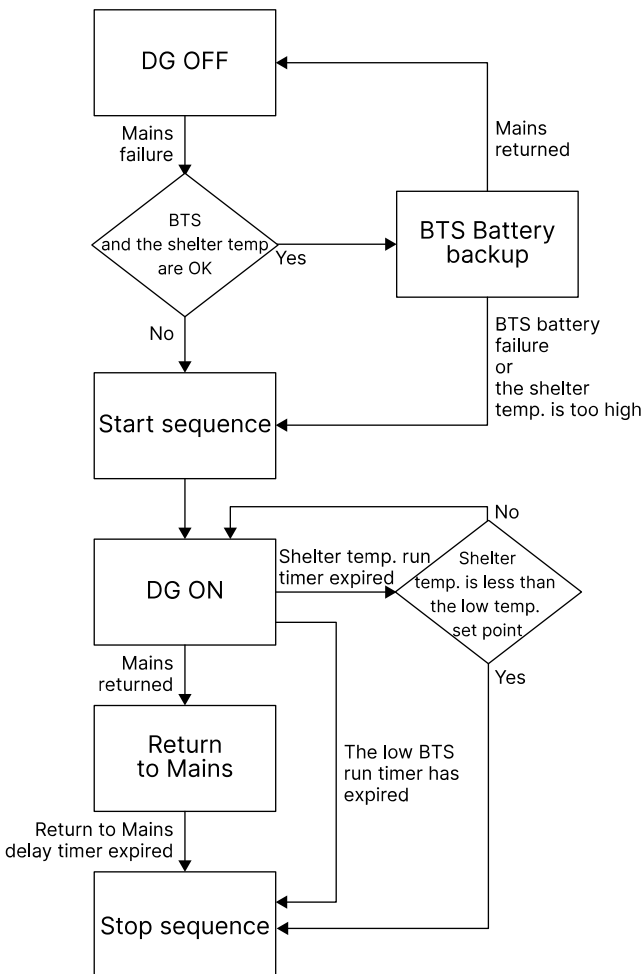 DG OFF
Mains
failure
Mains
returned
BTS
and the shelter temp
are OK
Yes
BTS Battery
backup
No
BTS battery
failure
or
the shelter
temp. is too high
Start sequence
No
Shelter temp. run
timer expired
Shelter
temp. is less than
the low temp.
set point
DG ON
Mains
returned
Yes
Return
to Mains
The low BTS
run timer has
expired
Return to Mains
delay timer expired
Stop sequence